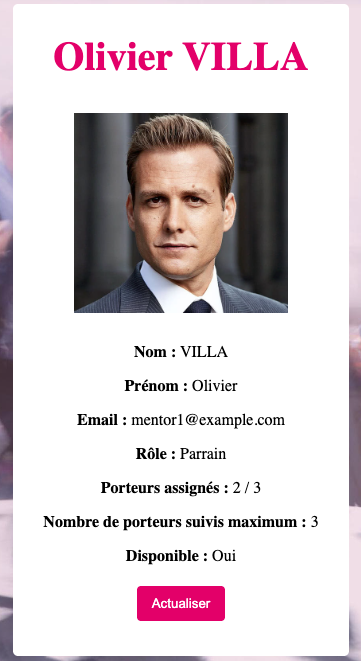 Olivier VILLA
Nom : VILLA
Prénom : Olivier
Email : mentor1@example.com
Rôle : Parrain
Porteurs assignés : 2 / 3
Nombre de porteurs suivis maximum : 3
Disponible : Oui
Actualiser